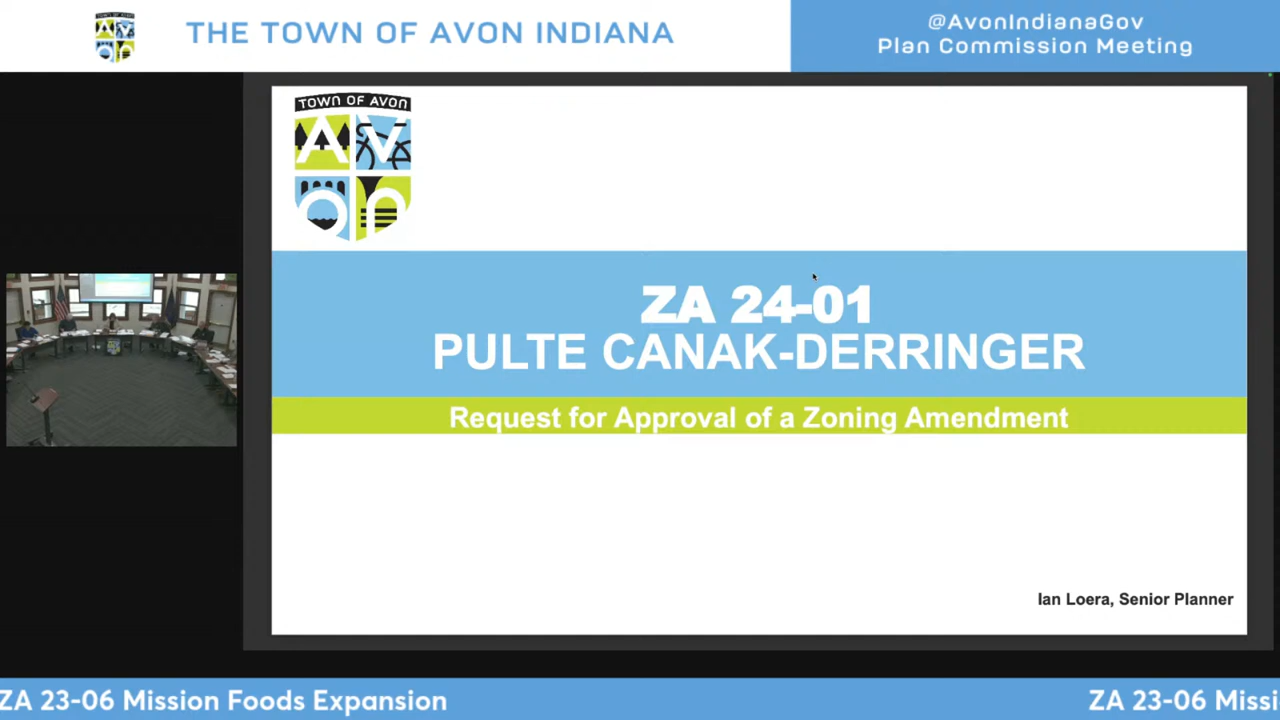 THE TOWN OF AVON INDIANA
@AvonIndianaGov
Plan Commission Meeting
TOWN OF AVON
AVON
ZA 24-01
PULTE CANAK-DERRINGER
Request for Approval of a Zoning Amendment
Ian Loera, Senior Planner
ZA 23-06 Mission Foods Expansion
ZA 23-06 Missi